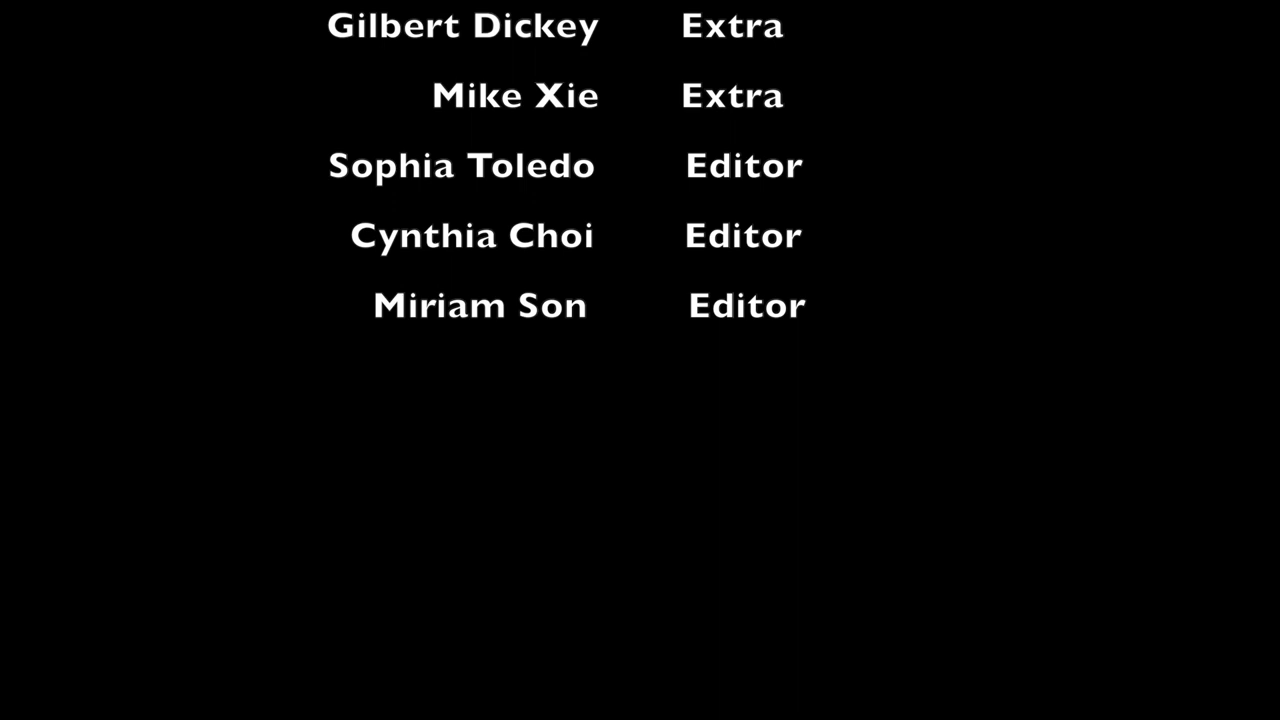 Gilbert Dickey Extra
Mike Xie Extra
Sophia Toledo Editor
Cynthia Choi Editor
Miriam Son Editor